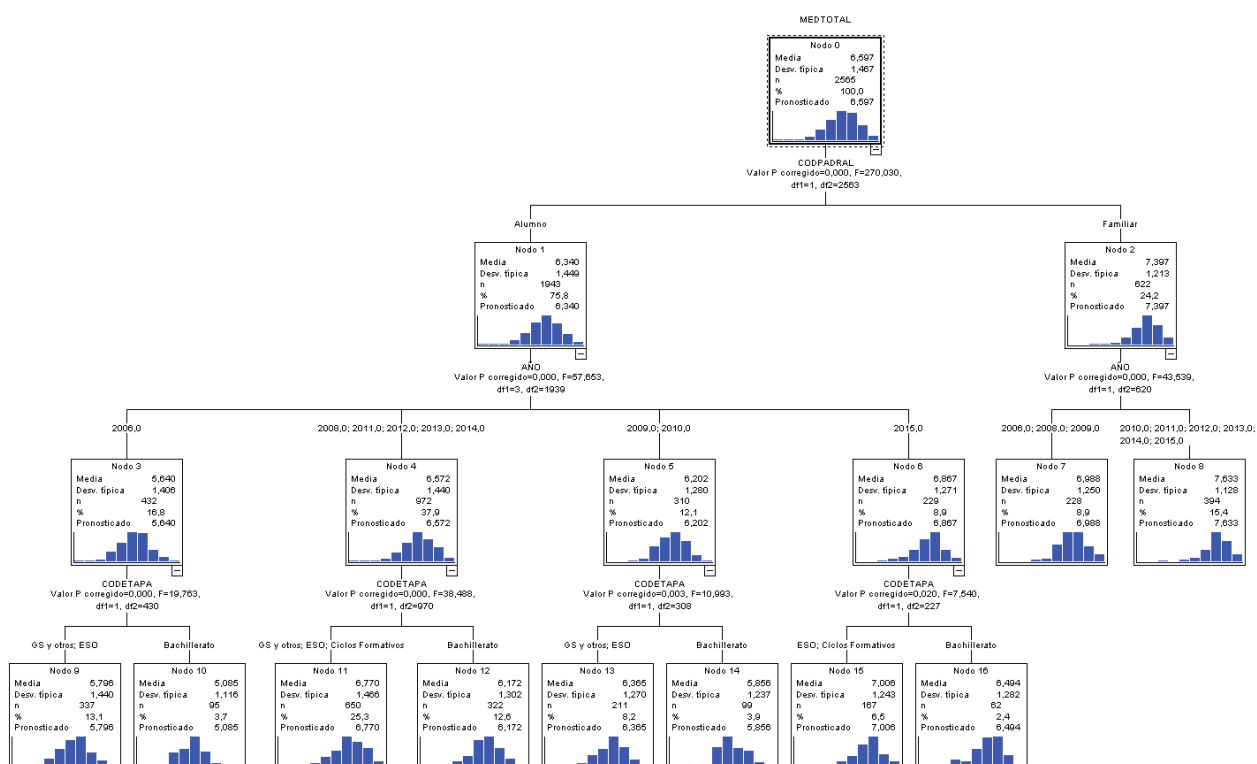 MEDTOTAL
Nodo 0
Media 6,597
Desv. típica 1,467
n 2565
% 100,0
Pronosticado 6,597
CODPADRAL
Valor P corregido=0,000, F=270,030,
df1=1, df2=2563
Alumno
Familiar
Nodo 1
Media 6,340
Desv. típica 1,449
n 1943
% 75,8
Pronosticado 6,340
Nodo 2
Media 7,397
Desv. típica 1,213
n 622
% 24,2
Pronosticado 7,397
AÑO
Valor P corregido=0,000, F=57,653,
df1=3, df2=1939
AÑO
Valor P corregido=0,000, F=43,539,
df1=1, df2=620
2006,0
2008,0; 2011,0; 2012,0; 2013,0; 2014,0
2009,0; 2010,0
2015,0
2006,0; 2008,0; 2009,0
2010,0; 2011,0; 2012,0; 2013,0;
2014,0; 2015,0
Nodo 3
Media 5,640
Desv. típica 1,406
n 432
% 16,8
Pronosticado 5,640
Nodo 4
Media 6,572
Desv. típica 1,440
n 972
% 37,9
Pronosticado 6,572
Nodo 5
Media 6,202
Desv. típica 1,280
n 310
% 12,1
Pronosticado 6,202
Nodo 6
Media 6,867
Desv. típica 1,271
n 229
% 8,9
Pronosticado 6,867
Nodo 7
Media 6,988
Desv. típica 1,250
n 228
% 8,9
Pronosticado 6,988
Nodo 8
Media 7,633
Desv. típica 1,128
n 394
% 15,4
Pronosticado 7,633
CODETAPA
Valor P corregido=0,000, F=19,763,
df1=1, df2=430
CODETAPA
Valor P corregido=0,000, F=38,488,
df1=1, df2=970
CODETAPA
Valor P corregido=0,003, F=10,993,
df1=1, df2=308
CODETAPA
Valor P corregido=0,020, F=7,540,
df1=1, df2=227
GS y otros; ESO
Bachillerato
GS y otros; ESO; Ciclos Formativos
Bachillerato
GS y otros; ESO
Bachillerato
ESO; Ciclos Formativos
Bachillerato
Nodo 9
Media 5,796
Desv. típica 1,440
n 337
% 13,1
Pronosticado 5,796
Nodo 10
Media 5,085
Desv. típica 1,116
n 95
% 3,7
Pronosticado 5,085
Nodo 11
Media 6,770
Desv. típica 1,466
n 650
% 25,3
Pronosticado 6,770
Nodo 12
Media 6,172
Desv. típica 1,302
n 322
% 12,6
Pronosticado 6,172
Nodo 13
Media 6,365
Desv. típica 1,270
n 211
% 8,2
Pronosticado 6,365
Nodo 14
Media 5,856
Desv. típica 1,237
n 99
% 3,9
Pronosticado 5,856
Nodo 15
Media 7,006
Desv. típica 1,243
n 167
% 6,5
Pronosticado 7,006
Nodo 16
Media 6,494
Desv. típica 1,282
n 62
% 2,4
Pronosticado 6,494